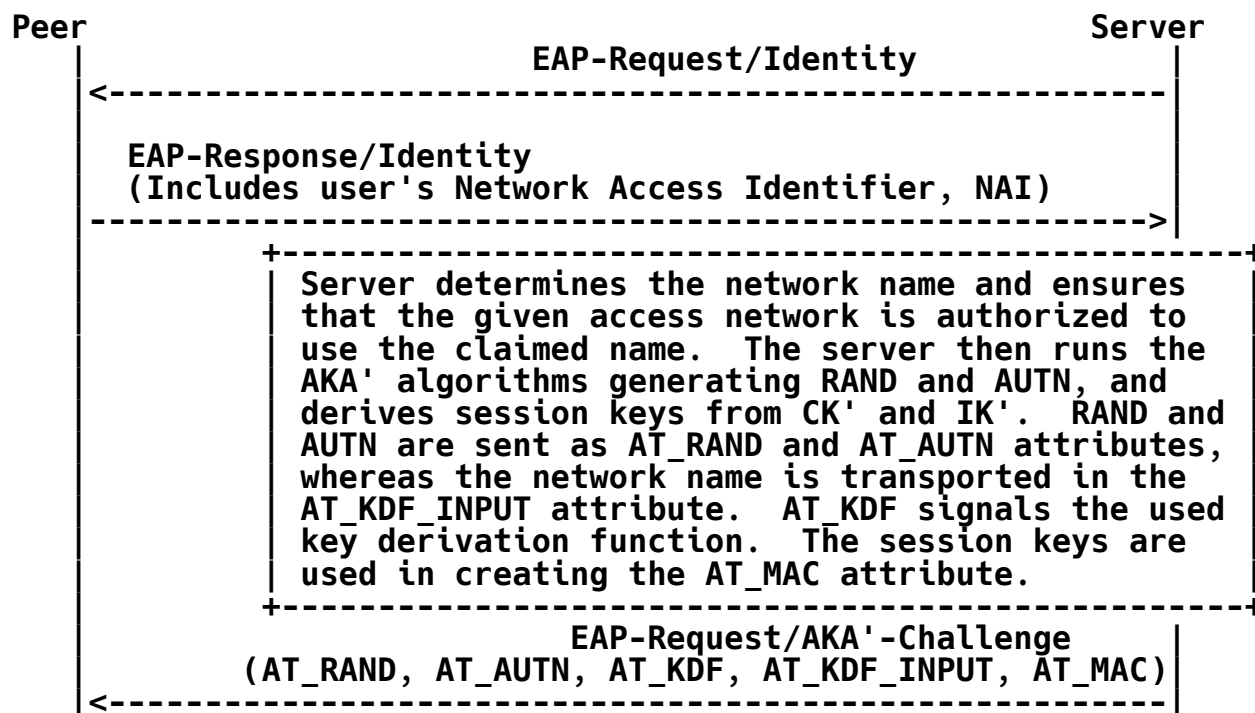 Peer Server
EAP-Request/Identity
EAP-Response/Identity
(Includes user's Network Access Identifier, NAI)
Server determines the network name and ensures
that the given access network is authorized to
use the claimed name.  The server then runs the
AKA' algorithms generating RAND and AUTN, and
derives session keys from CK' and IK'.  RAND and
AUTN are sent as AT_RAND and AT_AUTN attributes,
whereas the network name is transported in the
AT_KDF_INPUT attribute.  AT_KDF signals the used
key derivation function.  The session keys are
used in creating the AT_MAC attribute.
EAP-Request/AKA'-Challenge
(AT_RAND, AT_AUTN, AT_KDF, AT_KDF_INPUT, AT_MAC)